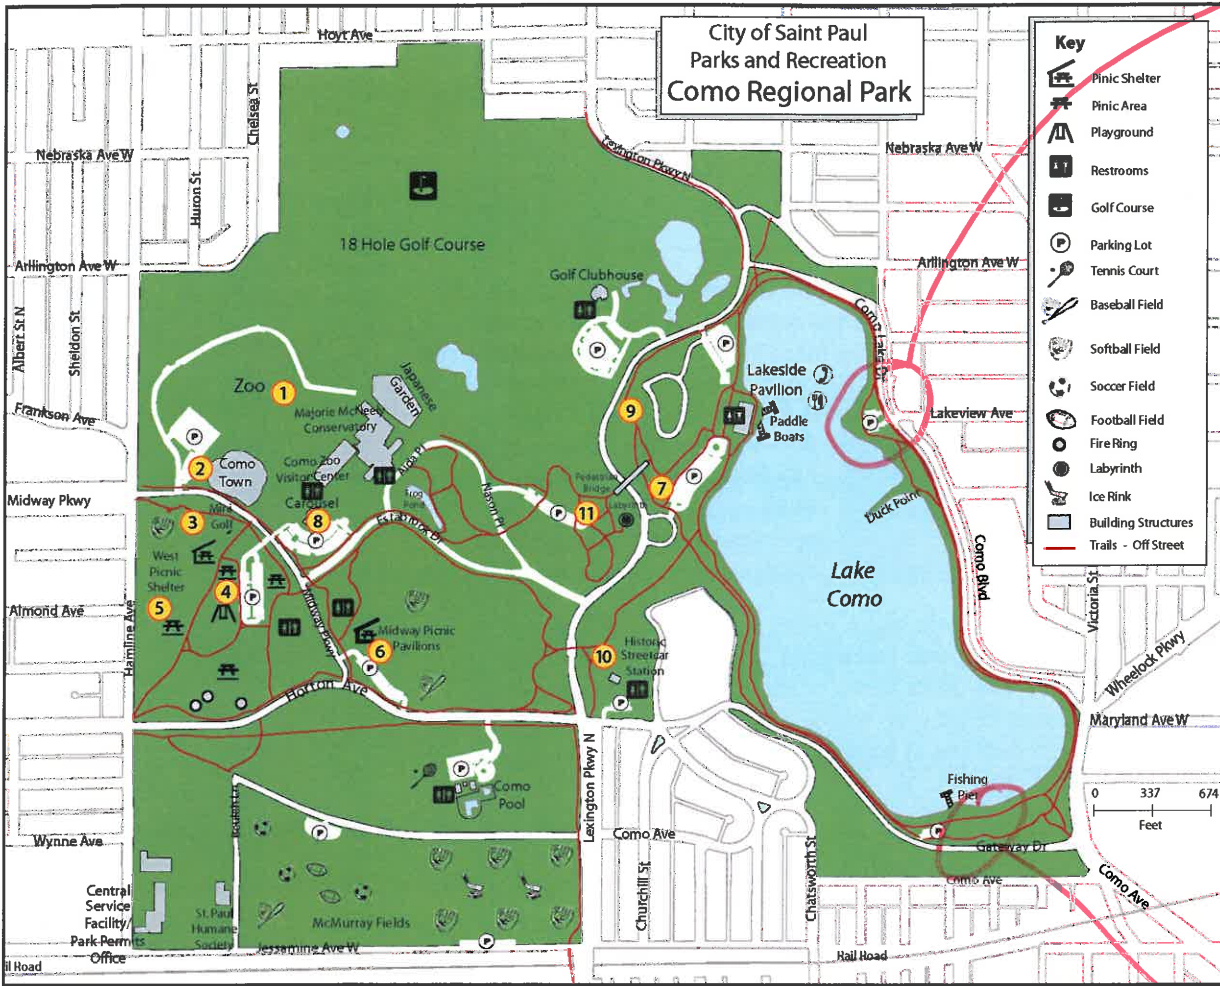 City of Saint Paul
Parks and Recreation
Como Regional Park
Key
Pinic Shelter
Pinic Area
Playground
Restrooms
Golf Course
P Parking Lot
Tennis Court
Baseball Field
Softball Field
Soccer Field
Football Field
Fire Ring
Labyrinth
Ice Rink
Building Structures
Trails - Off Street
Hoyt Ave
Chelsea St
Nebraska Ave W
Huron St
Lexington Pkwy N
Nebraska Ave W
18 Hole Golf Course
Arllington Ave W
Golf Clubhouse
Arllington Ave W
Albert St N
Sheldon St
Como Lake Dr
P
P
Lakeside
Pavilion
Zoo
1
Japanese
Garden
Marjorie McNeely
Conservatory
9
Paddle
Boats
P
Lakeview Ave
Frankson Ave
P
2
Como
Town
Como Zoo
Visitor Center
Aida Pl
Pedestrian
Bridge
7
P
Midway Pkwy
Carousel
8
P
Frog
Pond
Nason Pl
P
11
Labyrinth
Duck Point
Mini
Golf
3
Estabrook Dr
West
Picnic
Shelter
4
P
5
Almond Ave
Hamline Ave
Midway Pkwy
Lake
Como
Como Blvd
Victoria St
Wheelock Pkwy
Midway Picnic
Pavilions
6
P
10
Historic
Streetcar
Station
P
Horton Ave
Maryland Ave W
Lexington Pkwy N
P
Como
Pool
Fishing
Pier
0 337 674
Feet
P
Wynne Ave
P
Como Ave
Gateway Dr
Como Ave
Como Ave
Churchill St
Chatsworth St
Central
Service
Facility/
Park Permits
Office
St. Paul
Humane
Society
McMurray Fields
Jessamine Ave W
P
il Road
Rail Road